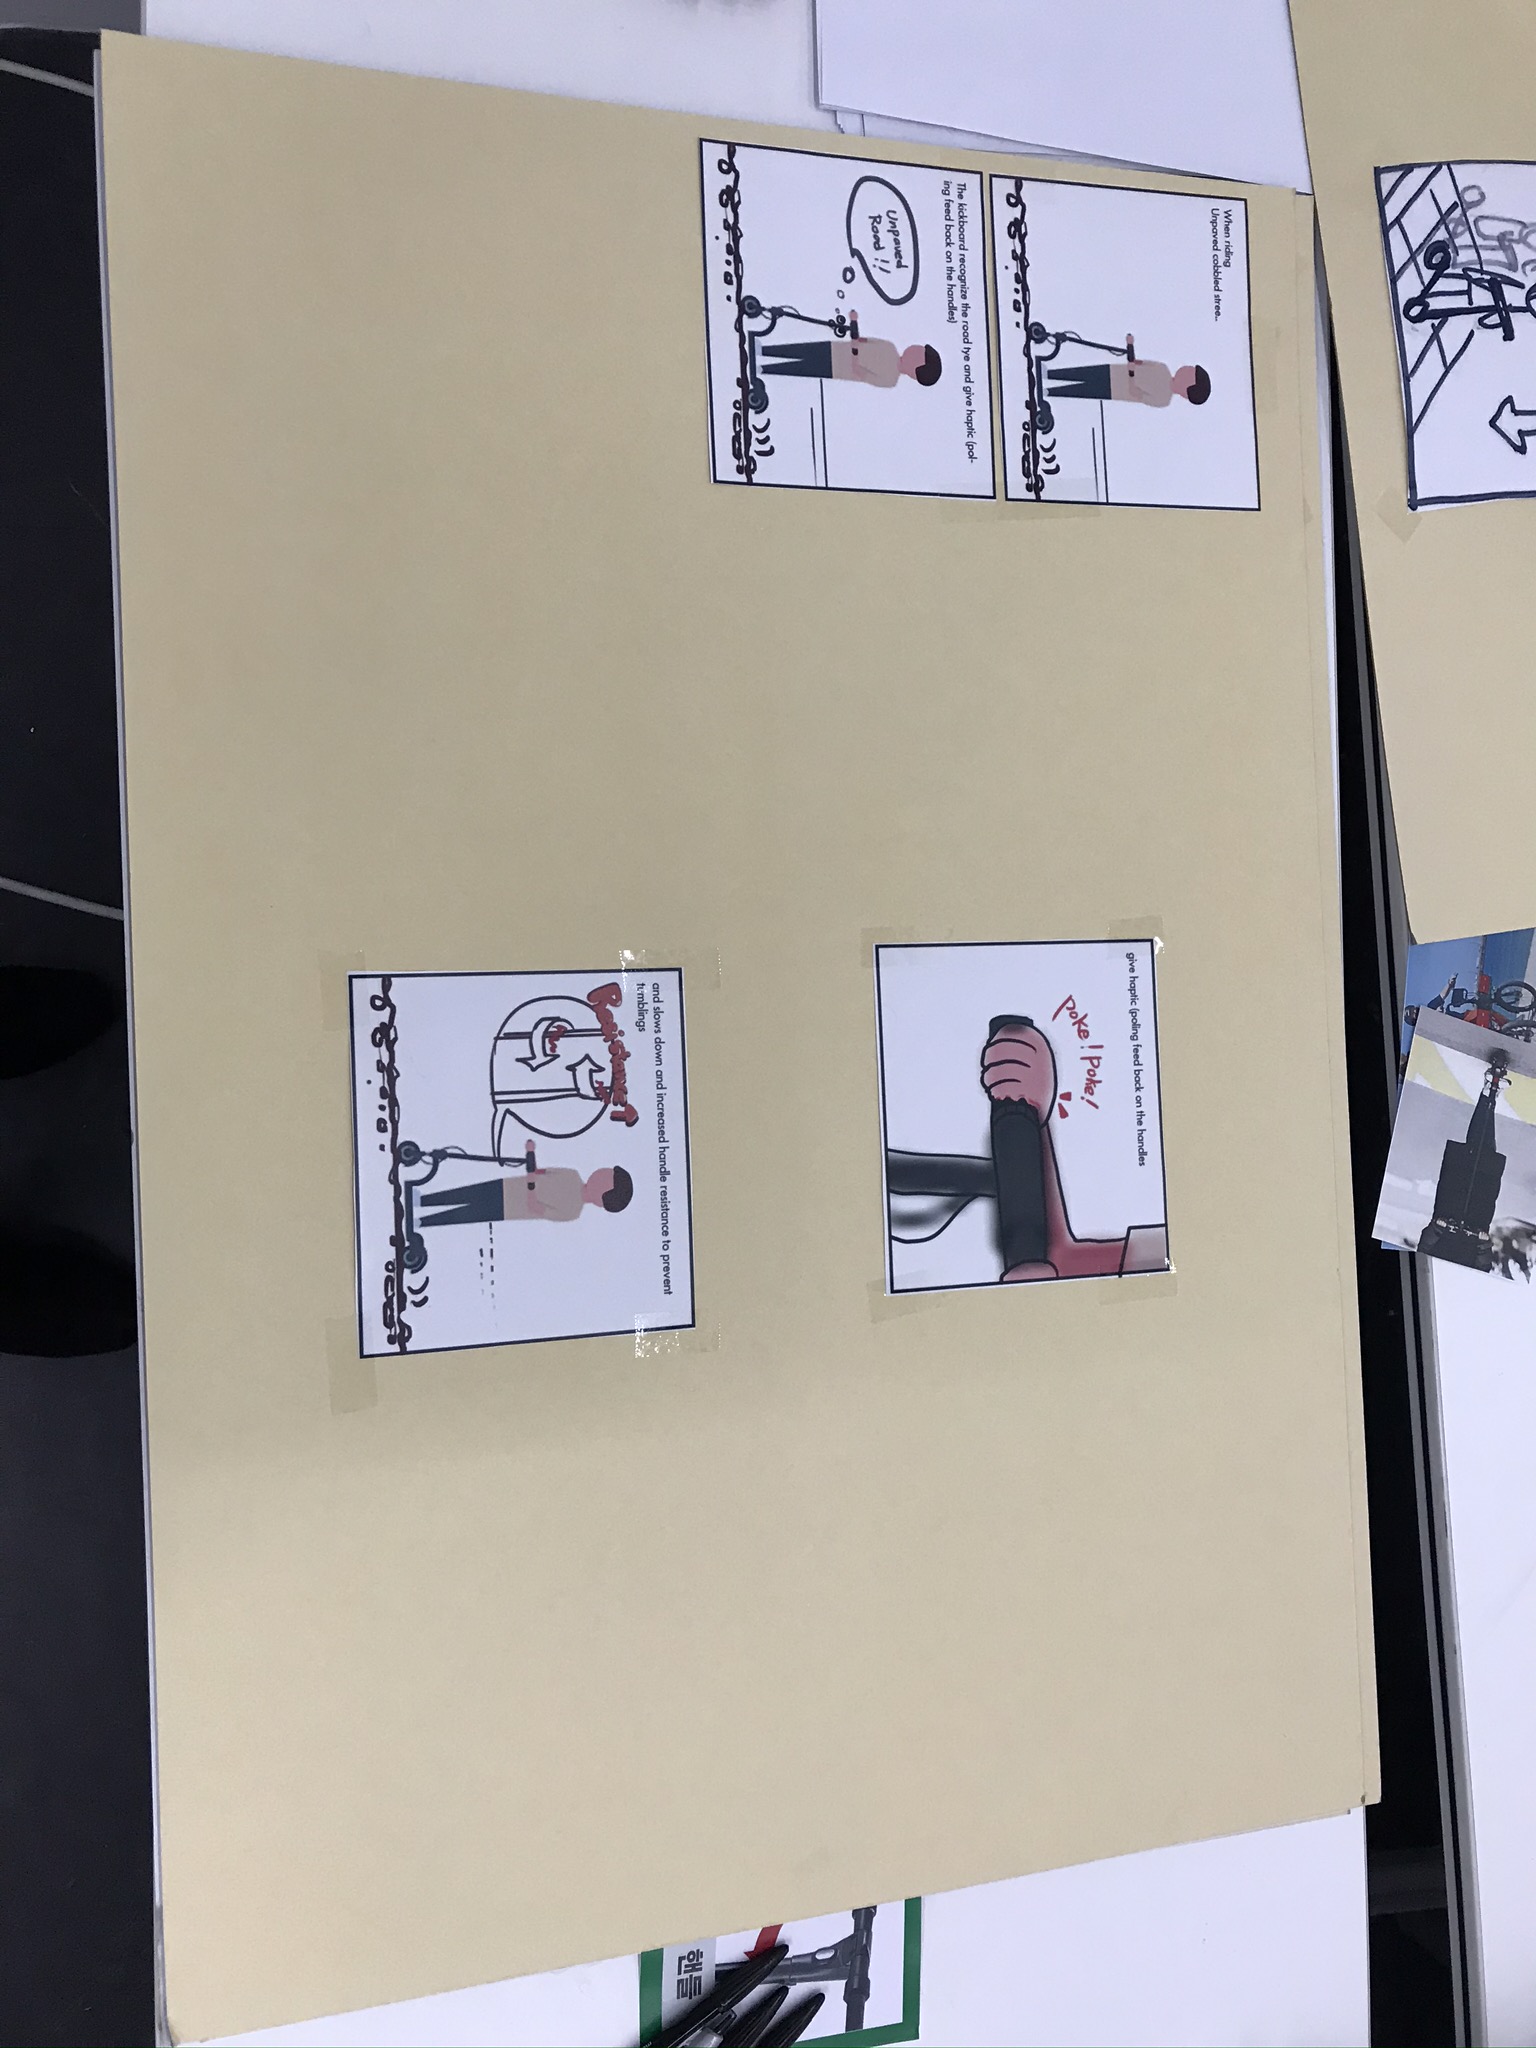 When riding
Unpaved cobbled stree..
The kickboard recognize the road tye and give haptic (pol-
ing feed back on the handles)
Unpaved
Road !!
give haptic (poling feed back on the handles
poke! poke!
and slows down and increased handle resistance to prevent
tumblings
Resistance↑
핸들